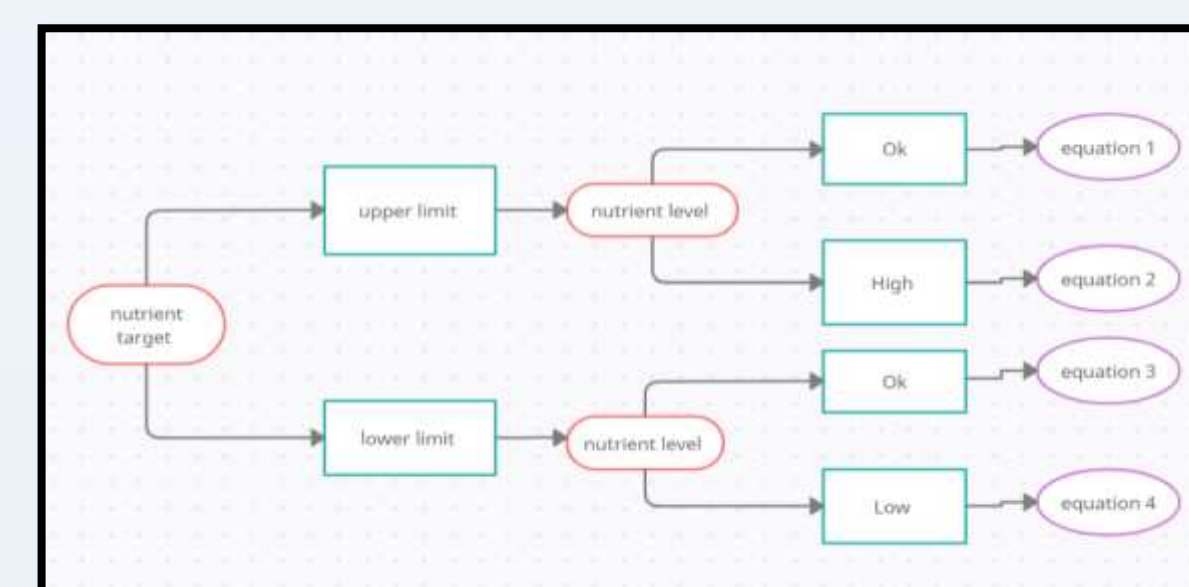 Ok
equation 1
upper limit
nutrient level
High
equation 2
nutrient
target
Ok
equation 3
lower limit
nutrient level
Low
equation 4